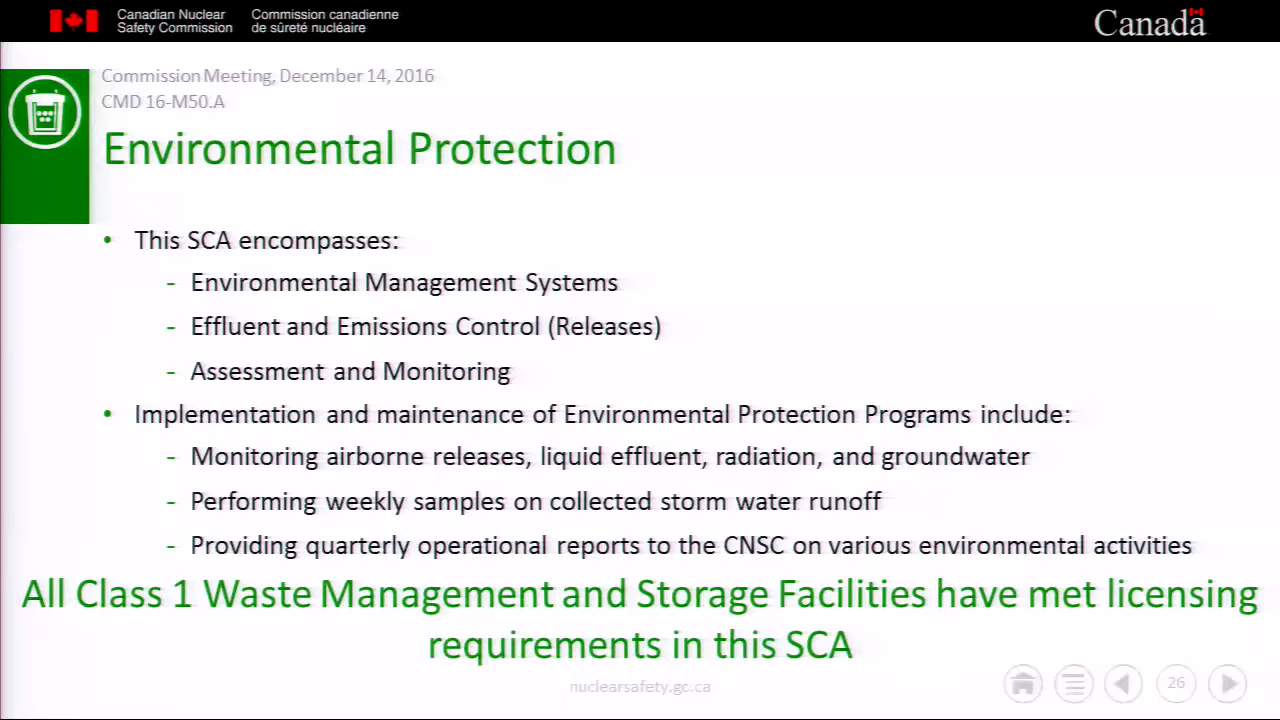 Canadian Nuclear Safety Commission
Commission canadienne de sûreté nucléaire
Canada
Commission Meeting, December 14, 2016
CMD 16-M50.A
Environmental Protection
• This SCA encompasses:
- Environmental Management Systems
- Effluent and Emissions Control (Releases)
- Assessment and Monitoring
• Implementation and maintenance of Environmental Protection Programs include:
- Monitoring airborne releases, liquid effluent, radiation, and groundwater
- Performing weekly samples on collected storm water runoff
- Providing quarterly operational reports to the CNSC on various environmental activities
All Class 1 Waste Management and Storage Facilities have met licensing
requirements in this SCA
nuclearsafety.gc.ca
26